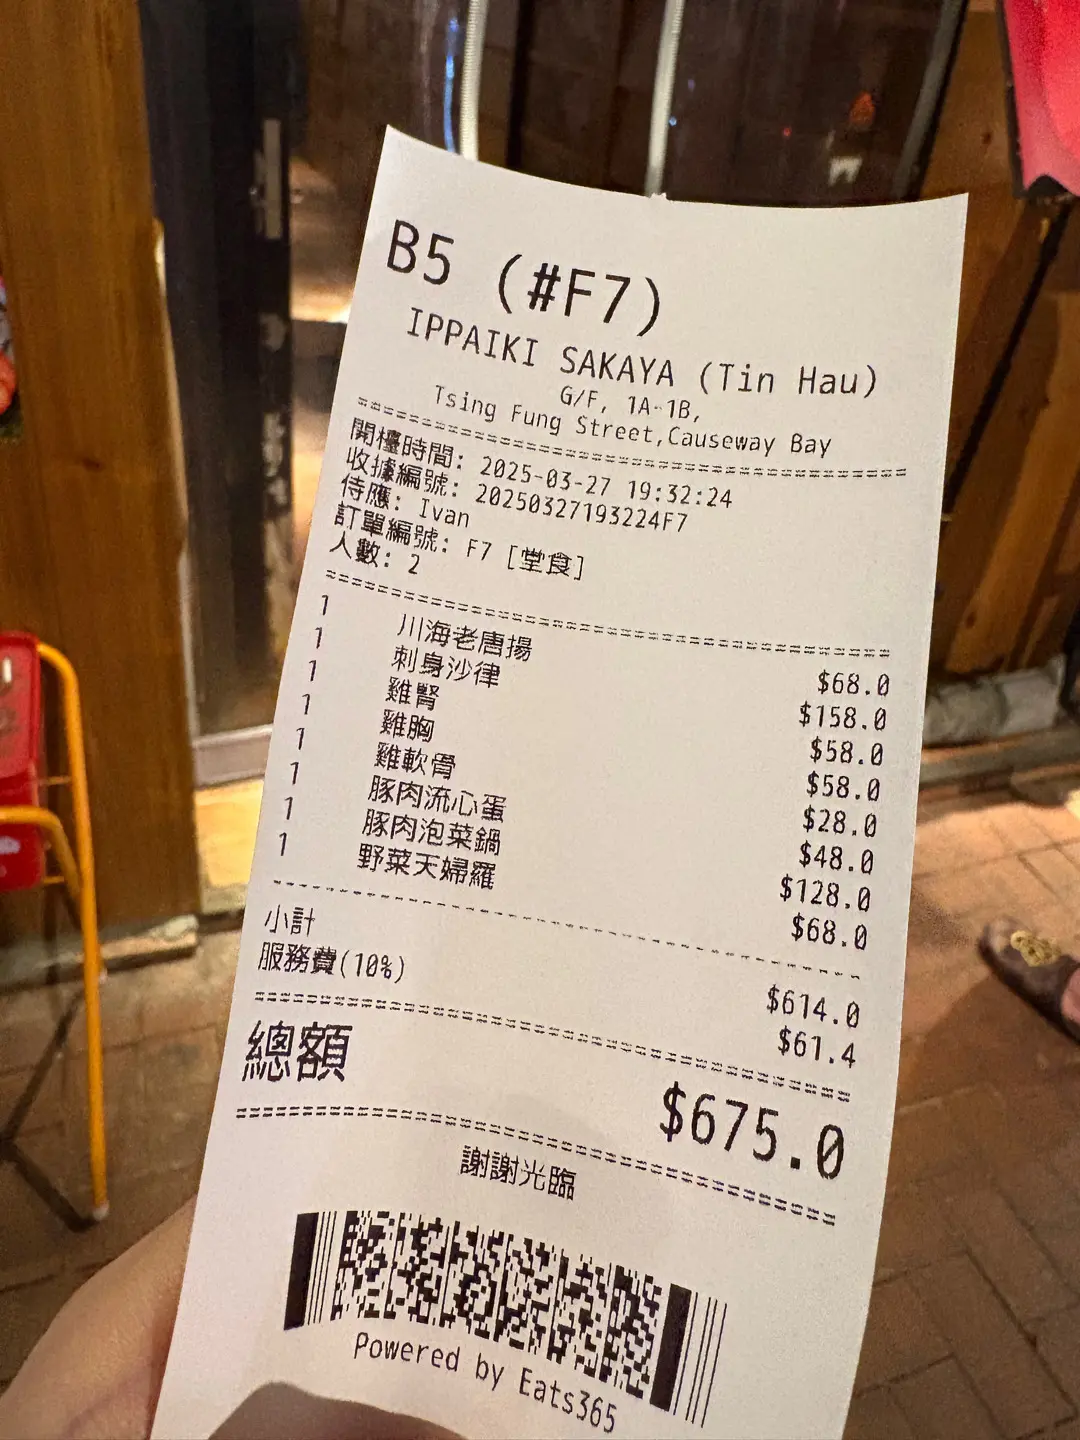 B5 (#F7)
IPPAIKI SAKAYA (Tin Hau)
G/F, 1A-1B,
Tsing Fung Street,Causeway Bay
開檯時間: 2025-03-27 19:32:24
收據編號: 20250327193224F7
侍應: Ivan
訂單編號: F7 [堂食]
人數: 2
1 川海老唐揚 $68.0
1 刺身沙律 $158.0
1 雞腎 $58.0
1 雞胸 $58.0
1 雞軟骨 $28.0
1 豚肉流心蛋 $48.0
1 豚肉泡菜鍋 $128.0
1 野菜天婦羅 $68.0
小計 $614.0
服務費(10%) $61.4
總額 $675.0
謝謝光臨
Powered by Eats365